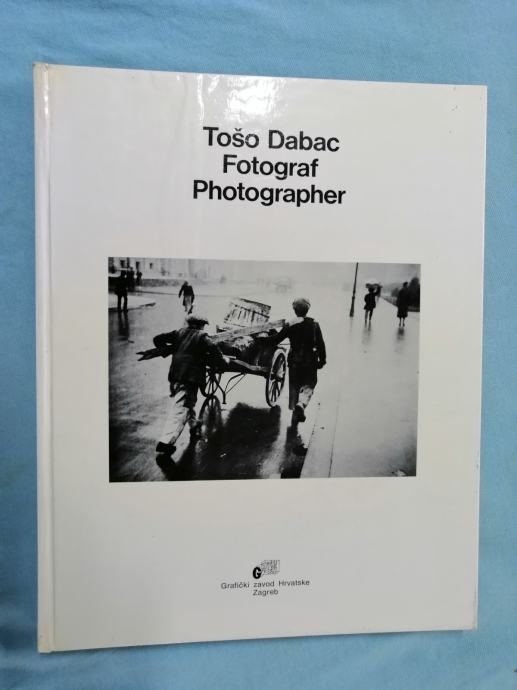 Tošo Dabac
Fotograf
Photographer
G
Grafički zavod Hrvatske
Zagreb